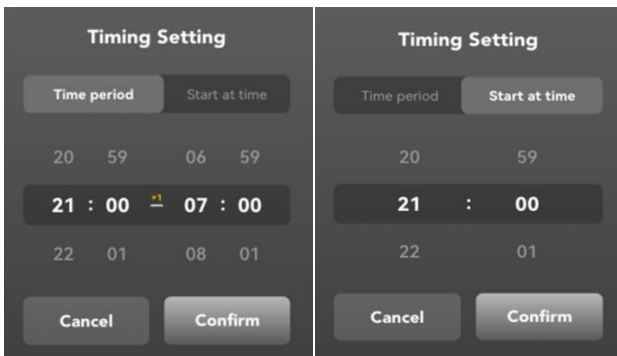 Timing Setting
Time period Start at time
20 59 06 59
21 : 00 +1 — 07 : 00
22 01 08 01
Cancel Confirm
Timing Setting
Time period Start at time
20 59
21 : 00
22 01
Cancel Confirm